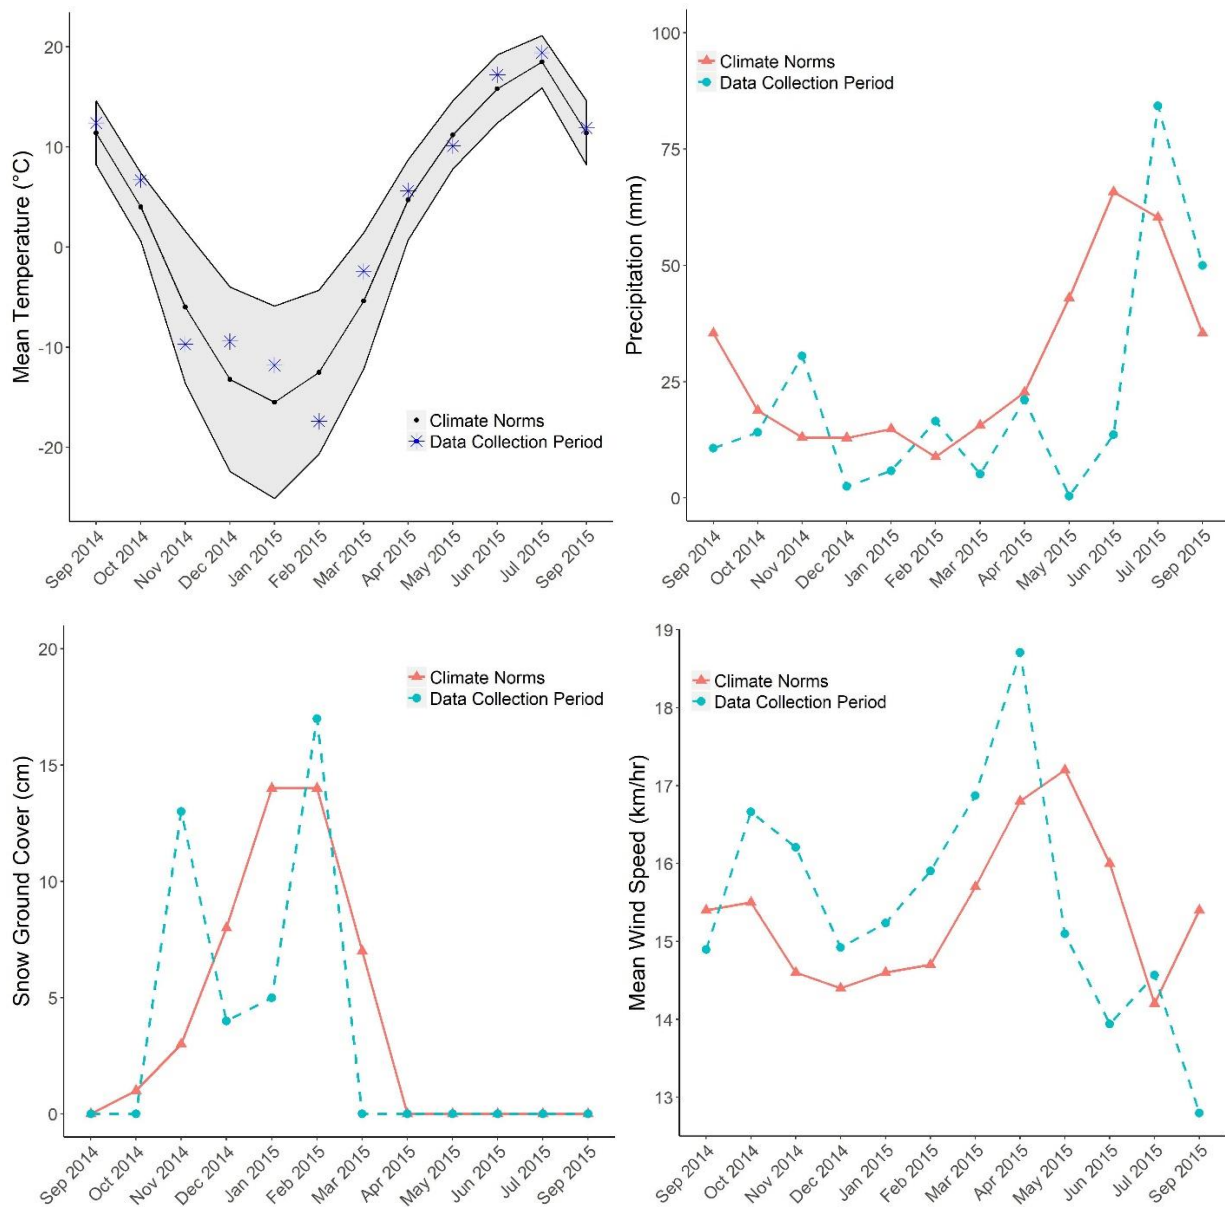 Mean Temperature (°C)
20
10
0
-10
-20
Climate Norms
Data Collection Period
Sep 2014
Oct 2014
Nov 2014
Dec 2014
Jan 2015
Feb 2015
Mar 2015
Apr 2015
May 2015
Jun 2015
Jul 2015
Sep 2015
Precipitation (mm)
100
75
50
25
0
Climate Norms
Data Collection Period
Sep 2014
Oct 2014
Nov 2014
Dec 2014
Jan 2015
Feb 2015
Mar 2015
Apr 2015
May 2015
Jun 2015
Jul 2015
Sep 2015
Snow Ground Cover (cm)
20
15
10
5
0
Climate Norms
Data Collection Period
Sep 2014
Oct 2014
Nov 2014
Dec 2014
Jan 2015
Feb 2015
Mar 2015
Apr 2015
May 2015
Jun 2015
Jul 2015
Sep 2015
Mean Wind Speed (km/hr)
19
18
17
16
15
14
13
Climate Norms
Data Collection Period
Sep 2014
Oct 2014
Nov 2014
Dec 2014
Jan 2015
Feb 2015
Mar 2015
Apr 2015
May 2015
Jun 2015
Jul 2015
Sep 2015